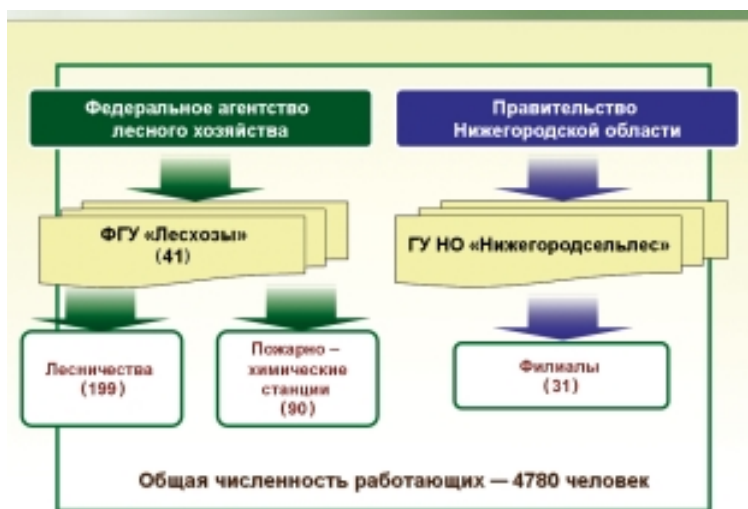 Федеральное агентство
лесного хозяйства
Правительство
Нижегородской области
ФГУ «Лесхозы»
(41)
ГУ НО «Нижегородсельлес»
Лесничества
(199)
Пожарно –
химические
станции
(90)
Филиалы
(31)
Общая численность работающих — 4780 человек